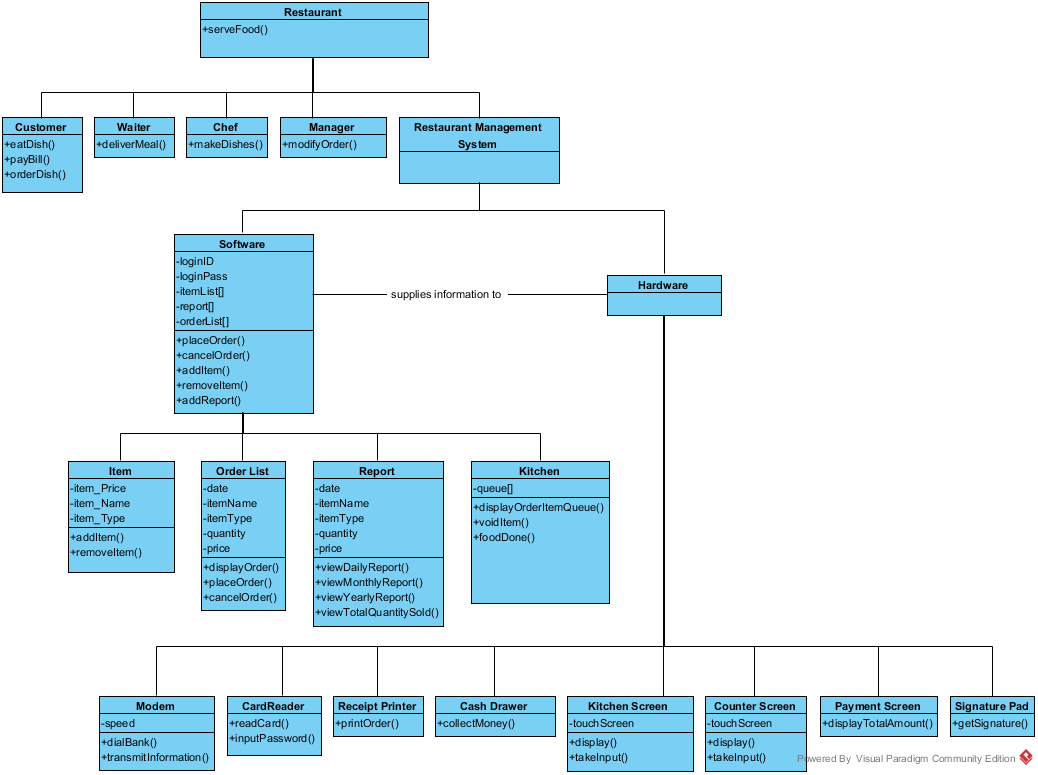 Restaurant
+serveFood()
Customer
+eatDish()
+payBill()
+orderDish()
Waiter
+deliverMeal()
Chef
+makeDishes()
Manager
+modifyOrder()
Restaurant Management
System
Software
-loginID
-loginPass
-itemList[]
-report[]
-orderList[]
+placeOrder()
+cancelOrder()
+addItem()
+removeItem()
+addReport()
supplies information to
Hardware
Item
-item_Price
-item_Name
-item_Type
+addItem()
+removeItem()
Order List
-date
-itemName
-itemType
-quantity
-price
+displayOrder()
+placeOrder()
+cancelOrder()
Report
-date
-itemName
-itemType
-quantity
-price
+viewDailyReport()
+viewMonthlyReport()
+viewYearlyReport()
+viewTotalQuantitySold()
Kitchen
-queue[]
+displayOrderItemQueue()
+voidItem()
+foodDone()
Modem
-speed
+dialBank()
+transmitInformation()
CardReader
+readCard()
+inputPassword()
Receipt Printer
+printOrder()
Cash Drawer
+collectMoney()
Kitchen Screen
-touchScreen
+display()
+takeInput()
Counter Screen
-touchScreen
+display()
+takeInput()
Payment Screen
+displayTotalAmount()
Signature Pad
+getSignature()
Powered By Visual Paradigm Community Edition